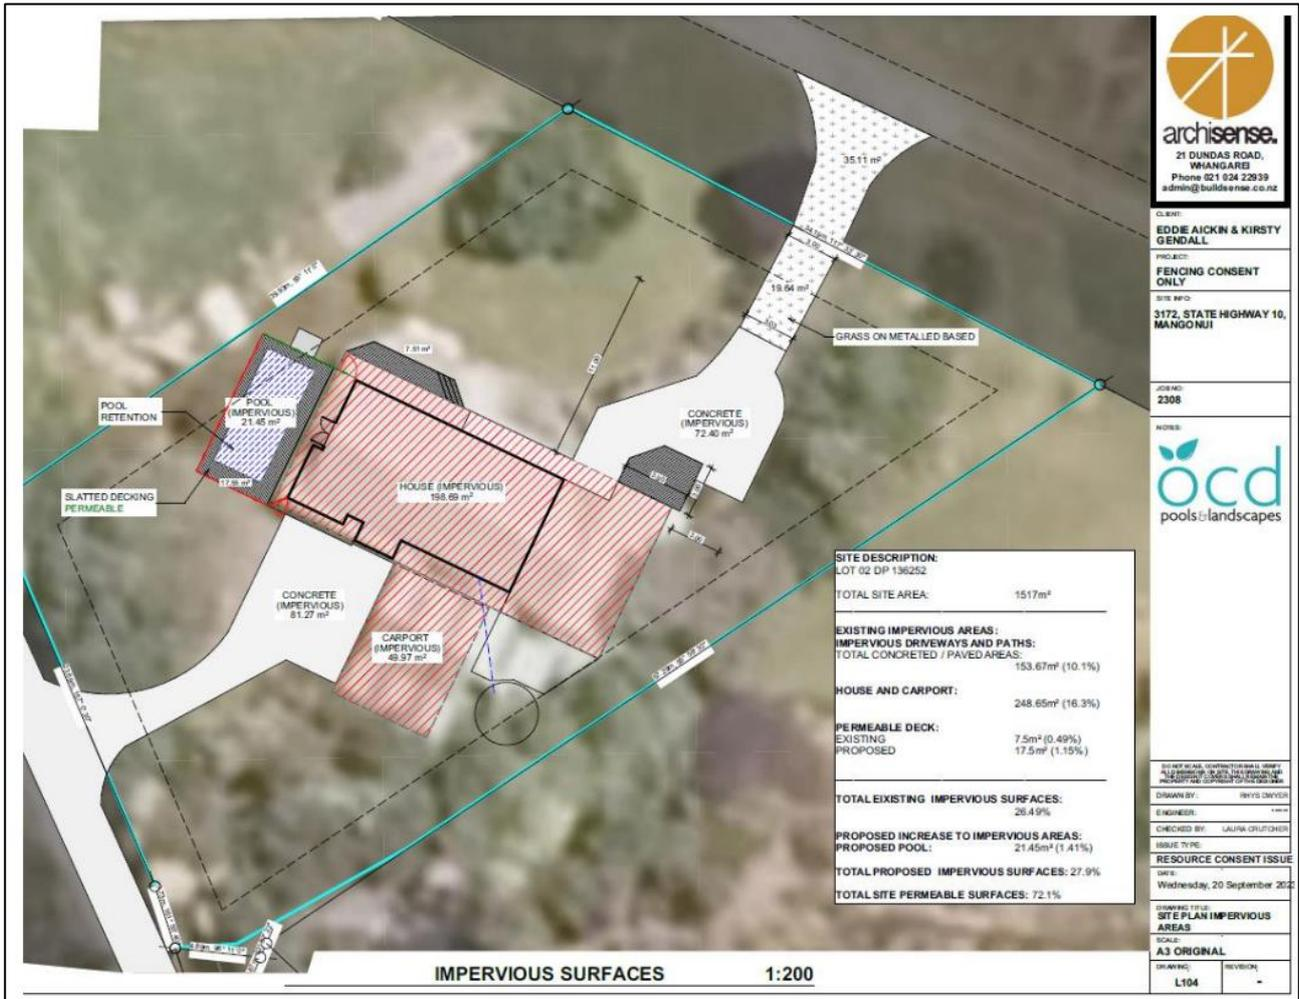 35.11 m²
3.00
19.64 m²
GRASS ON METALLED BASED
7.51 m²
POOL
RETENTION
POOL
(IMPERVIOUS)
21.45 m²
CONCRETE
(IMPERVIOUS)
72.40 m²
HOUSE (IMPERVIOUS)
198.69 m²
SLATTED DECKING
PERMEABLE
CONCRETE
(IMPERVIOUS)
81.27 m²
CARPORT
(IMPERVIOUS)
49.97 m²
SITE DESCRIPTION:
LOT 02 DP 136252
TOTAL SITE AREA: 1517m²
EXISTING IMPERVIOUS AREAS:
IMPERVIOUS DRIVEWAYS AND PATHS:
TOTAL CONCRETED / PAVED AREAS:
153.67m² (10.1%)
HOUSE AND CARPORT:
248.65m² (16.3%)
PERMEABLE DECK:
EXISTING 7.5m² (0.49%)
PROPOSED 17.5m² (1.15%)
TOTAL EIXISTING IMPERVIOUS SURFACES:
26.49%
PROPOSED INCREASE TO IMPERVIOUS AREAS:
PROPOSED POOL: 21.45m² (1.41%)
TOTAL PROPOSED IMPERVIOUS SURFACES: 27.9%
TOTAL SITE PERMEABLE SURFACES: 72.1%
IMPERVIOUS SURFACES 1:200
archisense.
21 DUNDAS ROAD,
WHANGAREI
Phone 021 024 22939
admin@buildsense.co.nz
CLIENT:
EDDIE AICKIN & KIRSTY
GENDALL
PROJECT:
FENCING CONSENT
ONLY
SITE INFO:
3172, STATE HIGHWAY 10,
MANGONUI
JOB NO:
2308
NOTES:
ocd
pools & landscapes
DRAWN BY: RHYS DWYER
ENGINEER:
CHECKED BY: LAURA CRUTCHER
ISSUE TYPE:
RESOURCE CONSENT ISSUE
DATE:
Wednesday, 20 September
DRAWING TITLE:
SITE PLAN IMPERVIOUS
AREAS
SCALE:
A3 ORIGINAL
DRAWING: REVISION:
L104 -